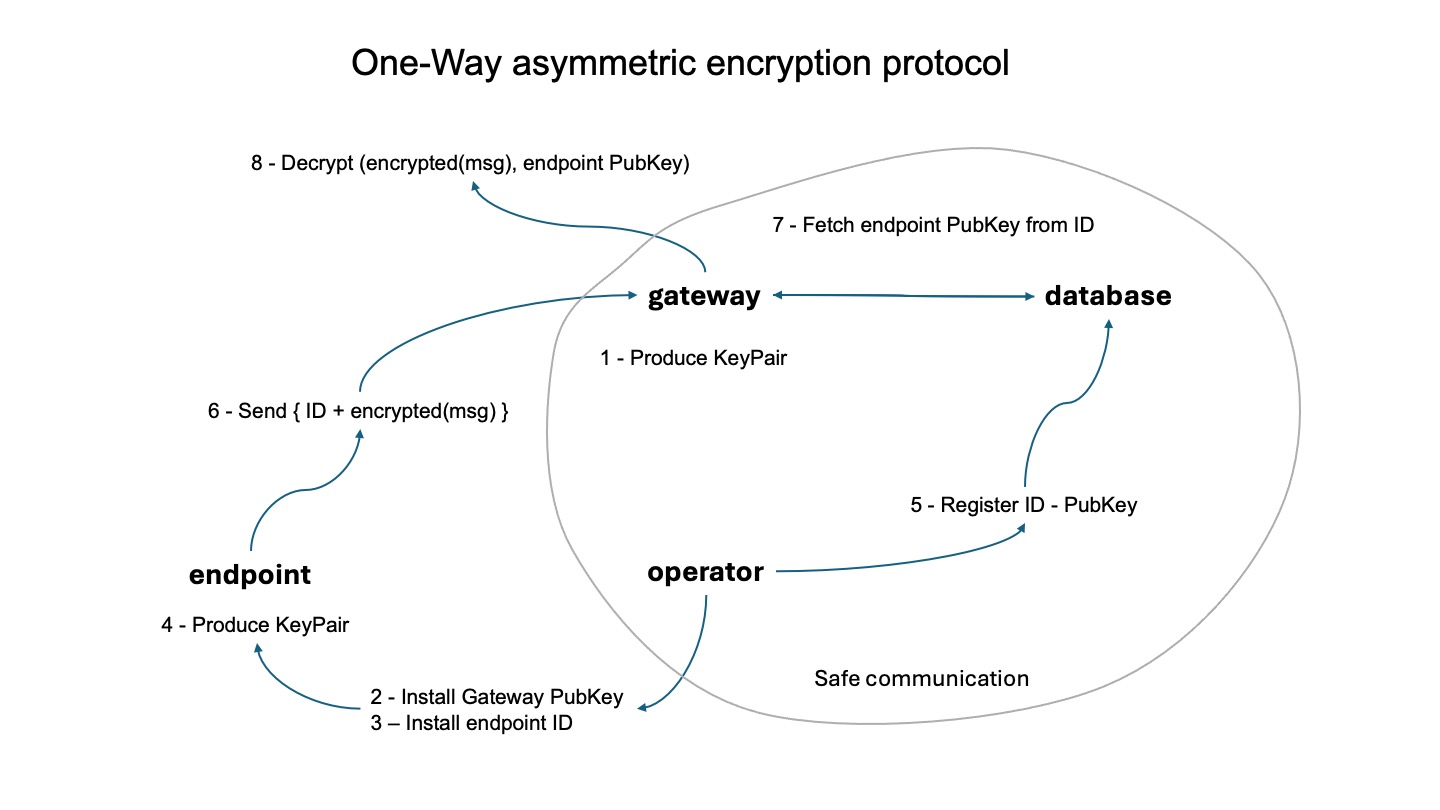 One-Way asymmetric encryption protocol
8 - Decrypt (encrypted(msg), endpoint PubKey)
7 - Fetch endpoint PubKey from ID
gateway
database
1 - Produce KeyPair
6 - Send { ID + encrypted(msg) }
5 - Register ID - PubKey
endpoint
operator
4 - Produce KeyPair
Safe communication
2 - Install Gateway PubKey
3 – Install endpoint ID